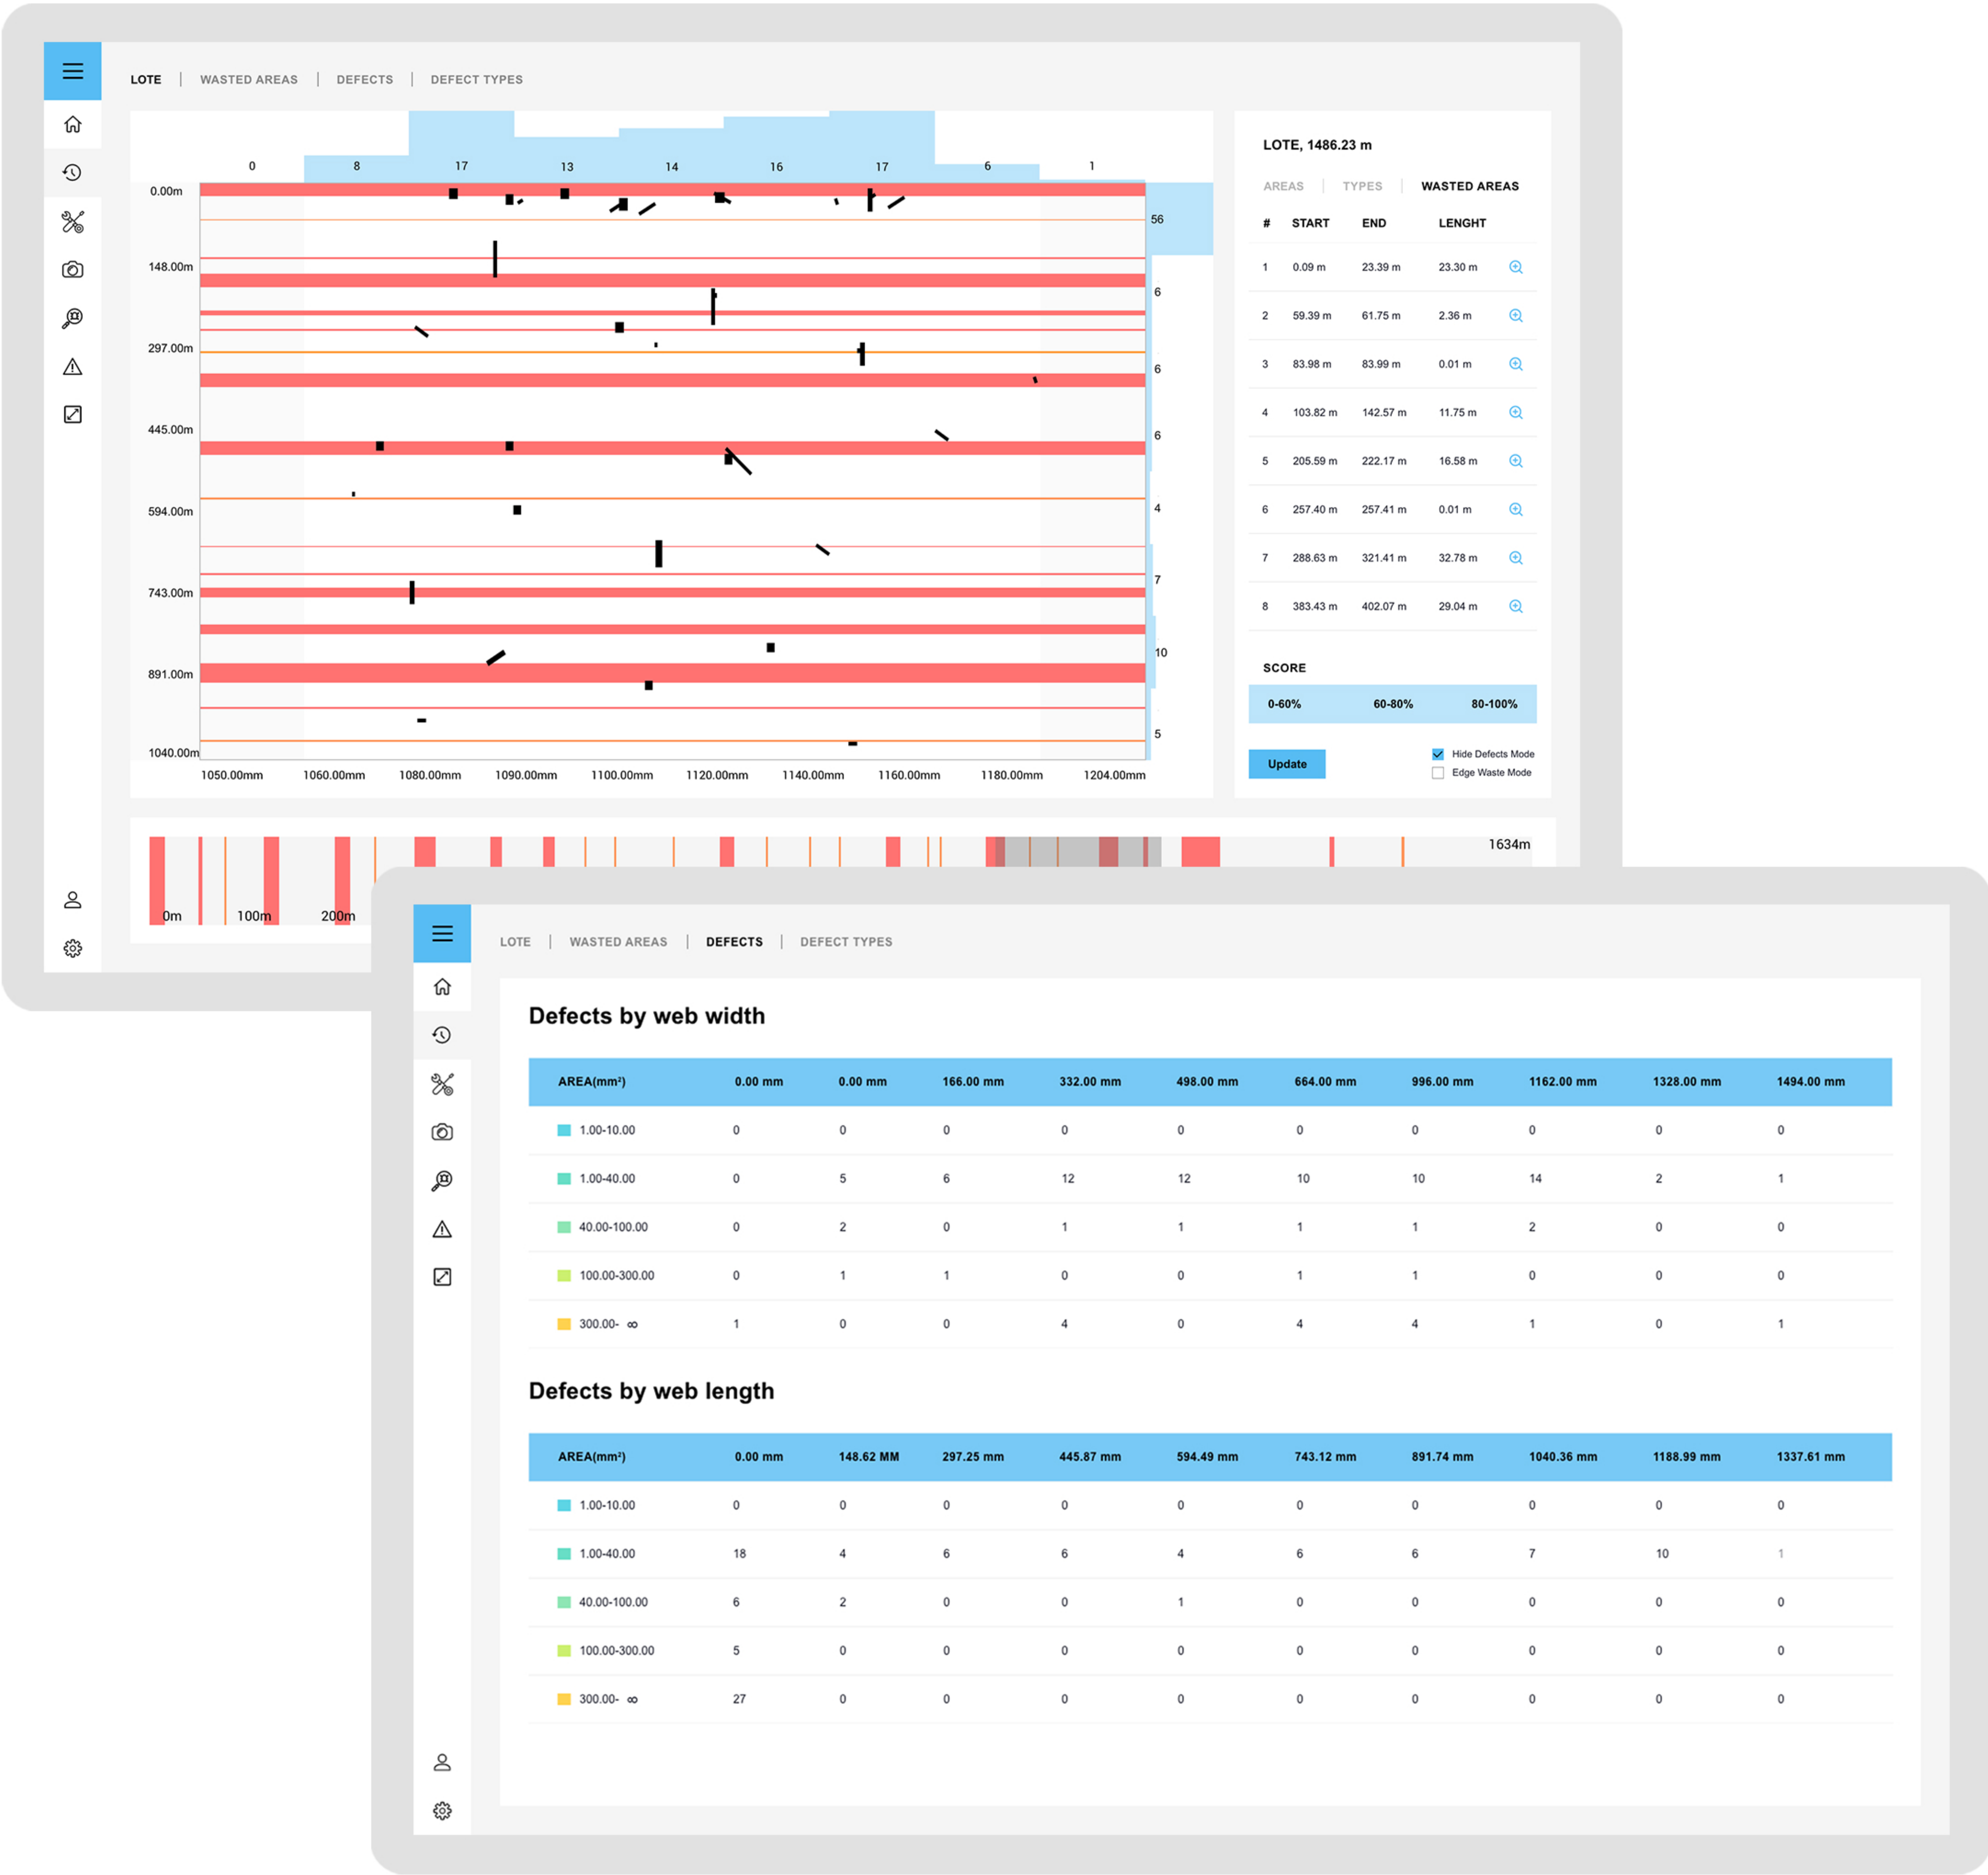 LOTE | WASTED AREAS | DEFECTS | DEFECT TYPES
0 8 17 13 14 16 17 6 1
0.00m
148.00m
297.00m
445.00m
594.00m
743.00m
891.00m
1040.00m
56
6
6
6
4
7
10
5
1050.00mm 1060.00mm 1080.00mm 1090.00mm 1100.00mm 1120.00mm 1140.00mm 1160.00mm 1180.00mm 1204.00mm
LOTE, 1486.23 m
AREAS | TYPES | WASTED AREAS
# START END LENGHT
1 0.09 m 23.39 m 23.30 m
2 59.39 m 61.75 m 2.36 m
3 83.98 m 83.99 m 0.01 m
4 103.82 m 142.57 m 11.75 m
5 205.59 m 222.17 m 16.58 m
6 257.40 m 257.41 m 0.01 m
7 288.63 m 321.41 m 32.78 m
8 383.43 m 402.07 m 29.04 m
SCORE
0-60% 60-80% 80-100%
Update
Hide Defects Mode
Edge Waste Mode
1634m
0m 100m 200m
LOTE | WASTED AREAS | DEFECTS | DEFECT TYPES
Defects by web width
AREA(mm²) 0.00 mm 0.00 mm 166.00 mm 332.00 mm 498.00 mm 664.00 mm 996.00 mm 1162.00 mm 1328.00 mm 1494.00 mm
1.00-10.00 0 0 0 0 0 0 0 0 0 0
1.00-40.00 0 5 6 12 12 10 10 14 2 1
40.00-100.00 0 2 0 1 1 1 1 2 0 0
100.00-300.00 0 1 1 0 0 1 1 0 0 0
300.00- ∞ 1 0 0 4 0 4 4 1 0 1
Defects by web length
AREA(mm²) 0.00 mm 148.62 MM 297.25 mm 445.87 mm 594.49 mm 743.12 mm 891.74 mm 1040.36 mm 1188.99 mm 1337.61 mm
1.00-10.00 0 0 0 0 0 0 0 0 0 0
1.00-40.00 18 4 6 6 4 6 6 7 10 1
40.00-100.00 6 2 0 0 1 0 0 0 0 0
100.00-300.00 5 0 0 0 0 0 0 0 0 0
300.00- ∞ 27 0 0 0 0 0 0 0 0 0